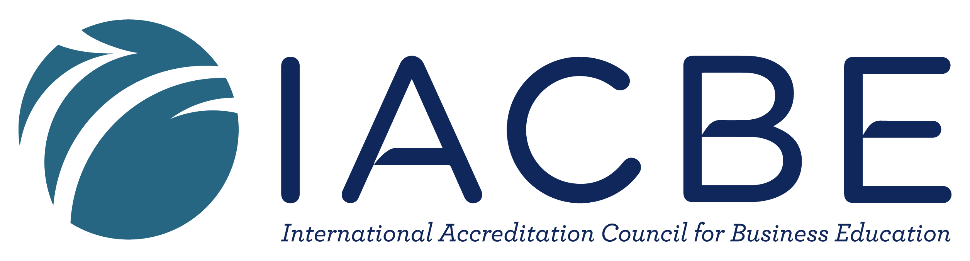 IACBE
International Accreditation Council for Business Education